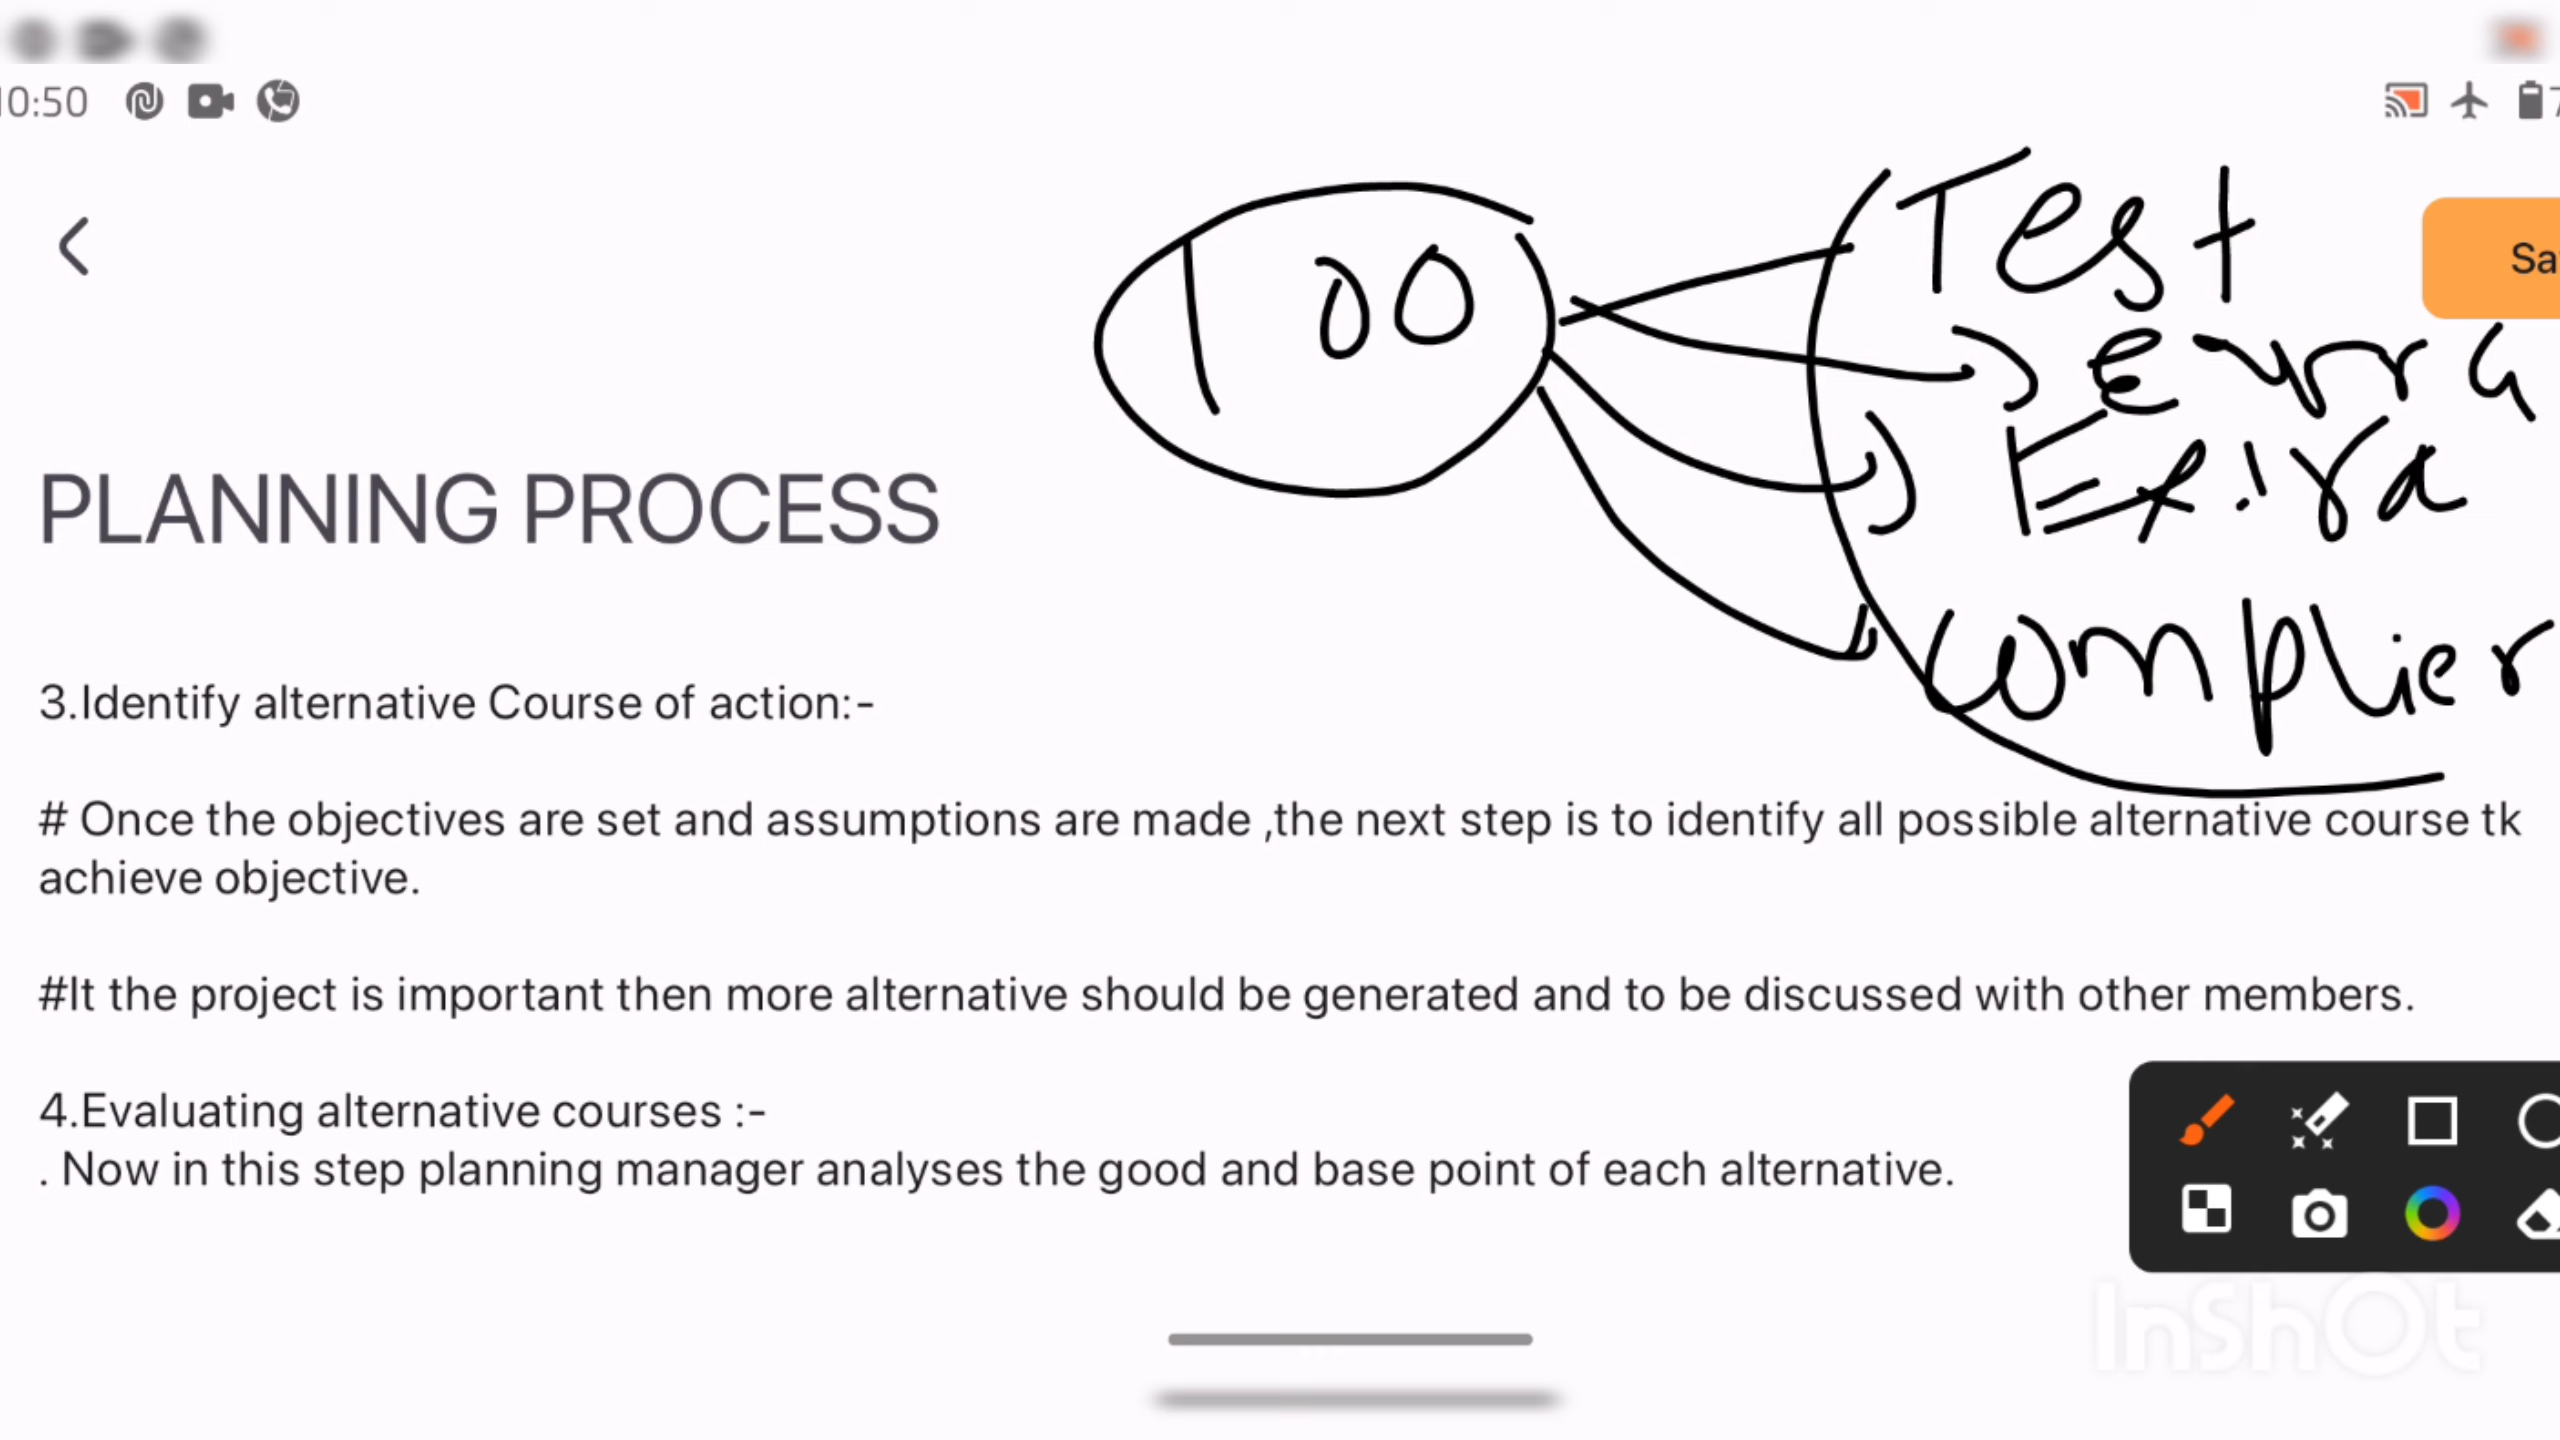 10:50
Test
100
Sa
Extra
complier
PLANNING PROCESS
3.Identify alternative Course of action:-
# Once the objectives are set and assumptions are made ,the next step is to identify all possible alternative course tk
achieve objective.
#It the project is important then more alternative should be generated and to be discussed with other members.
4.Evaluating alternative courses :-
. Now in this step planning manager analyses the good and base point of each alternative.
InShOt